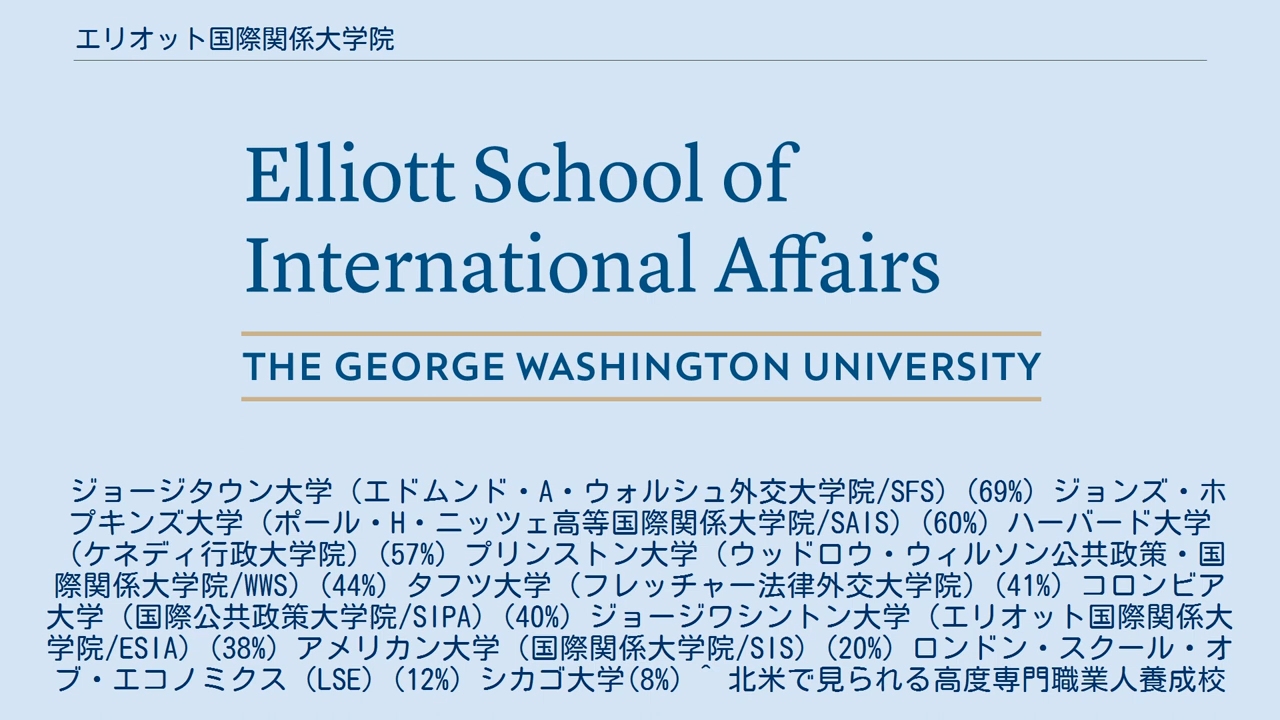 エリオット国際関係大学院
Elliott School of
International Affairs
THE GEORGE WASHINGTON UNIVERSITY
ジョージタウン大学（エドムンド・A・ウォルシュ外交大学院/SFS）（69%）ジョンズ・ホ
プキンズ大学（ポール・H・ニッツェ高等国際関係大学院/SAIS）（60%）ハーバード大学
（ケネディ行政大学院）（57%）プリンストン大学（ウッドロウ・ウィルソン公共政策・国
際関係大学院/WWS）（44%）タフツ大学（フレッチャー法律外交大学院）（41%）コロンビア
大学（国際公共政策大学院/SIPA）（40%）ジョージワシントン大学（エリオット国際関係大
学院/ESIA）（38%）アメリカン大学（国際関係大学院/SIS）（20%）ロンドン・スクール・オ
ブ・エコノミクス（LSE）（12%）シカゴ大学(8%) ^ 北米で見られる高度専門職業人養成校